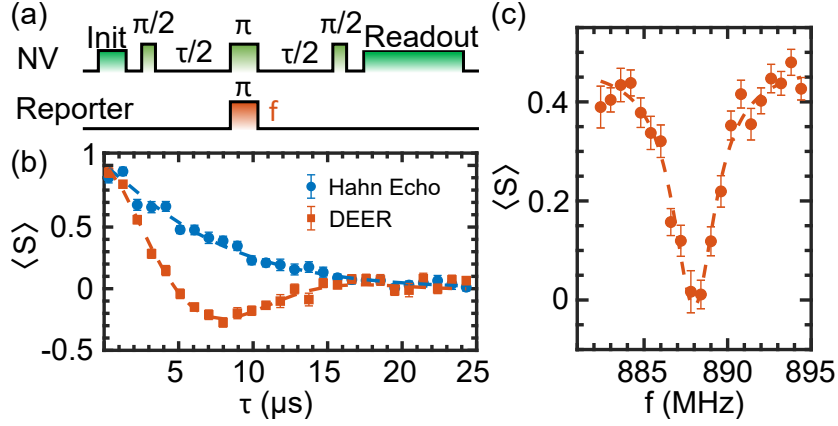 (a)
Init π/2 τ/2 π τ/2 π/2 Readout
NV
π
Reporter f
(b)
1
0.5
0
-0.5
⟨S⟩
Hahn Echo
DEER
5 10 15 20 25
τ (μs)
(c)
0.4
0.2
0
⟨S⟩
885 890 895
f (MHz)